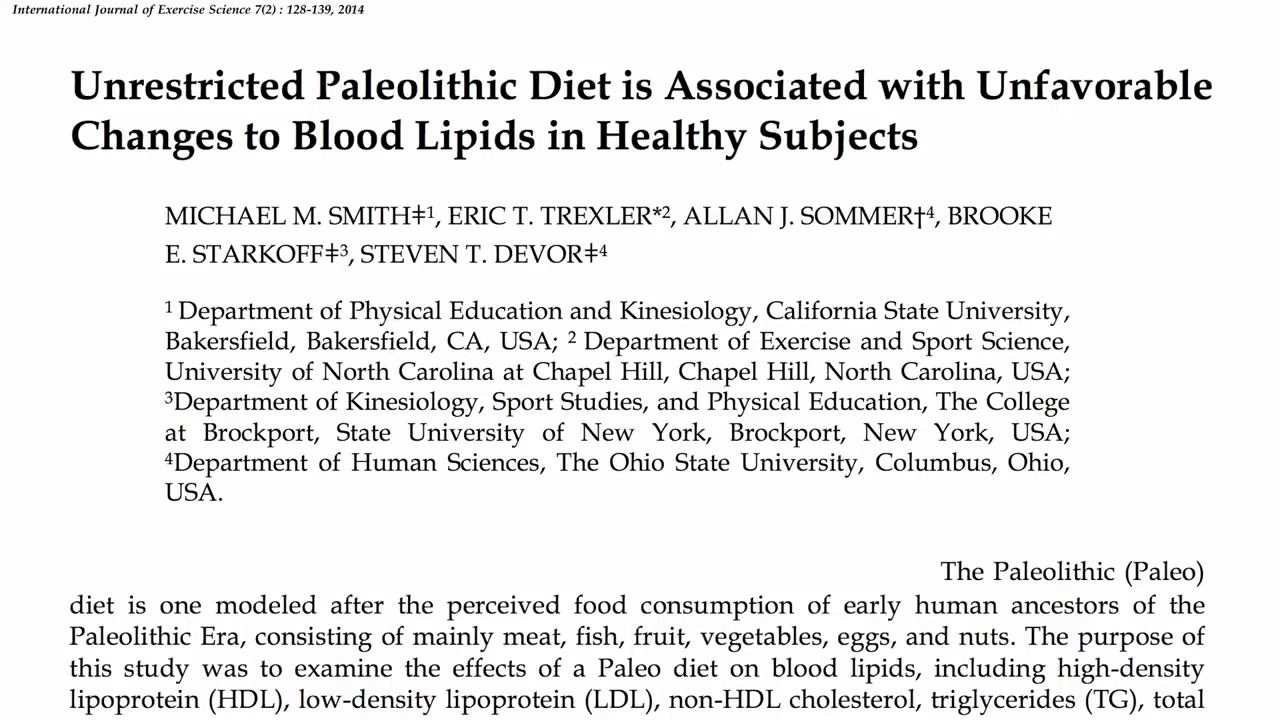 International Journal of Exercise Science 7(2) : 128-139, 2014
Unrestricted Paleolithic Diet is Associated with Unfavorable
Changes to Blood Lipids in Healthy Subjects
MICHAEL M. SMITH‡1, ERIC T. TREXLER*2, ALLAN J. SOMMER†4, BROOKE
E. STARKOFF‡3, STEVEN T. DEVOR‡4
1 Department of Physical Education and Kinesiology, California State University,
Bakersfield, Bakersfield, CA, USA; 2 Department of Exercise and Sport Science,
University of North Carolina at Chapel Hill, Chapel Hill, North Carolina, USA;
3Department of Kinesiology, Sport Studies, and Physical Education, The College
at Brockport, State University of New York, Brockport, New York, USA;
4Department of Human Sciences, The Ohio State University, Columbus, Ohio,
USA.
The Paleolithic (Paleo)
diet is one modeled after the perceived food consumption of early human ancestors of the
Paleolithic Era, consisting of mainly meat, fish, fruit, vegetables, eggs, and nuts. The purpose of
this study was to examine the effects of a Paleo diet on blood lipids, including high-density
lipoprotein (HDL), low-density lipoprotein (LDL), non-HDL cholesterol, triglycerides (TG), total